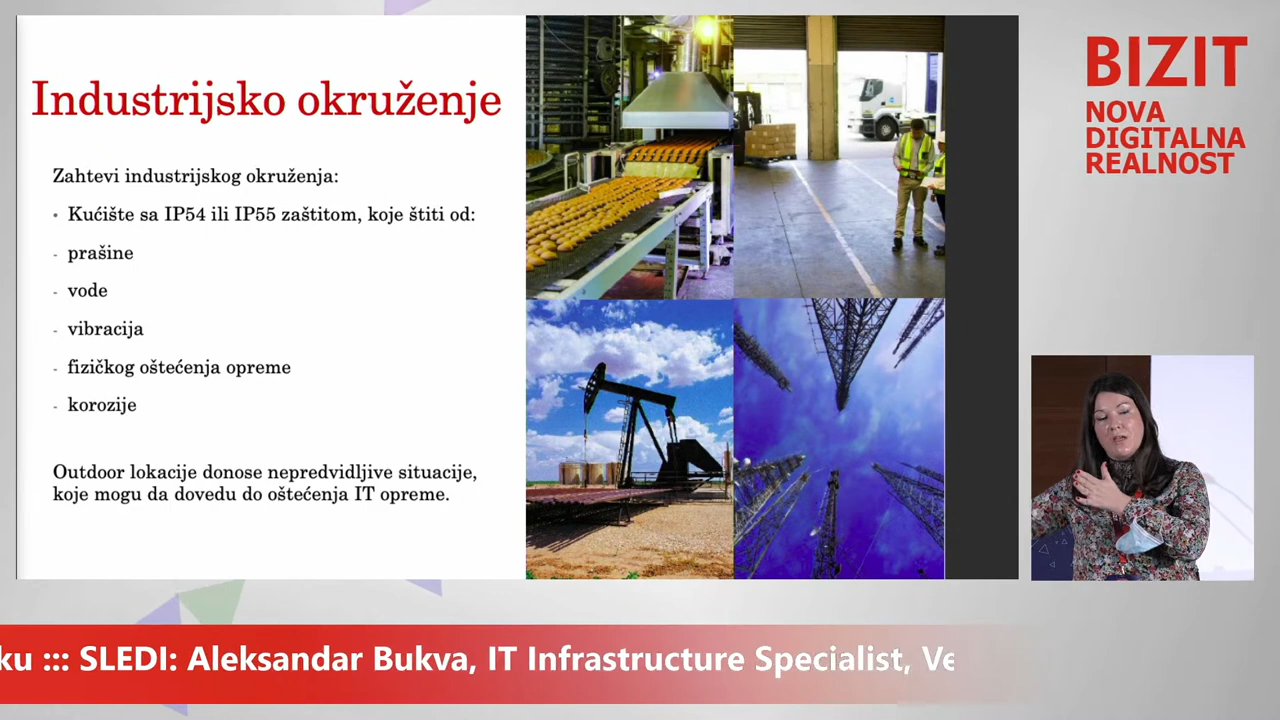 Industrijsko okruženje
Zahtevi industrijskog okruženja:
• Kućište sa IP54 ili IP55 zaštitom, koje štiti od:
- prašine
- vode
- vibracija
- fizičkog oštećenja opreme
- korozije
Outdoor lokacije donose nepredvidljive situacije,
koje mogu da dovedu do oštećenja IT opreme.
BIZIT
NOVA
DIGITALNA
REALNOST
ku ::: SLEDI: Aleksandar Bukva, IT Infrastructure Specialist, Ve